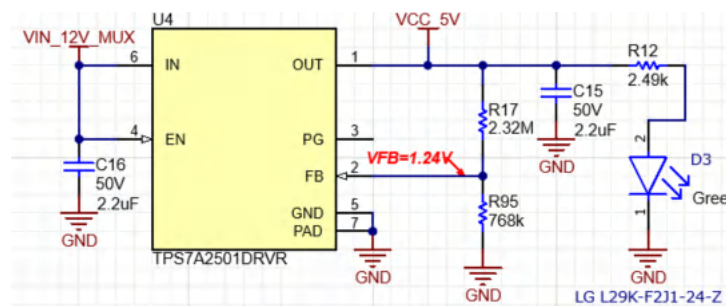 U4
VCC_5V
VIN_12V_MUX
6
IN
OUT
1
R12
2.49k
4
EN
PG
3
R17
2.32M
C15
50V
2.2uF
GND
C16
50V
2.2uF
GND
VFB=1.24V
FB
2
GND
5
PAD
7
R95
768k
2
D3
Gree
1
TPS7A2501DRVR
GND
GND
GND
LG L29K-F2J1-24-Z